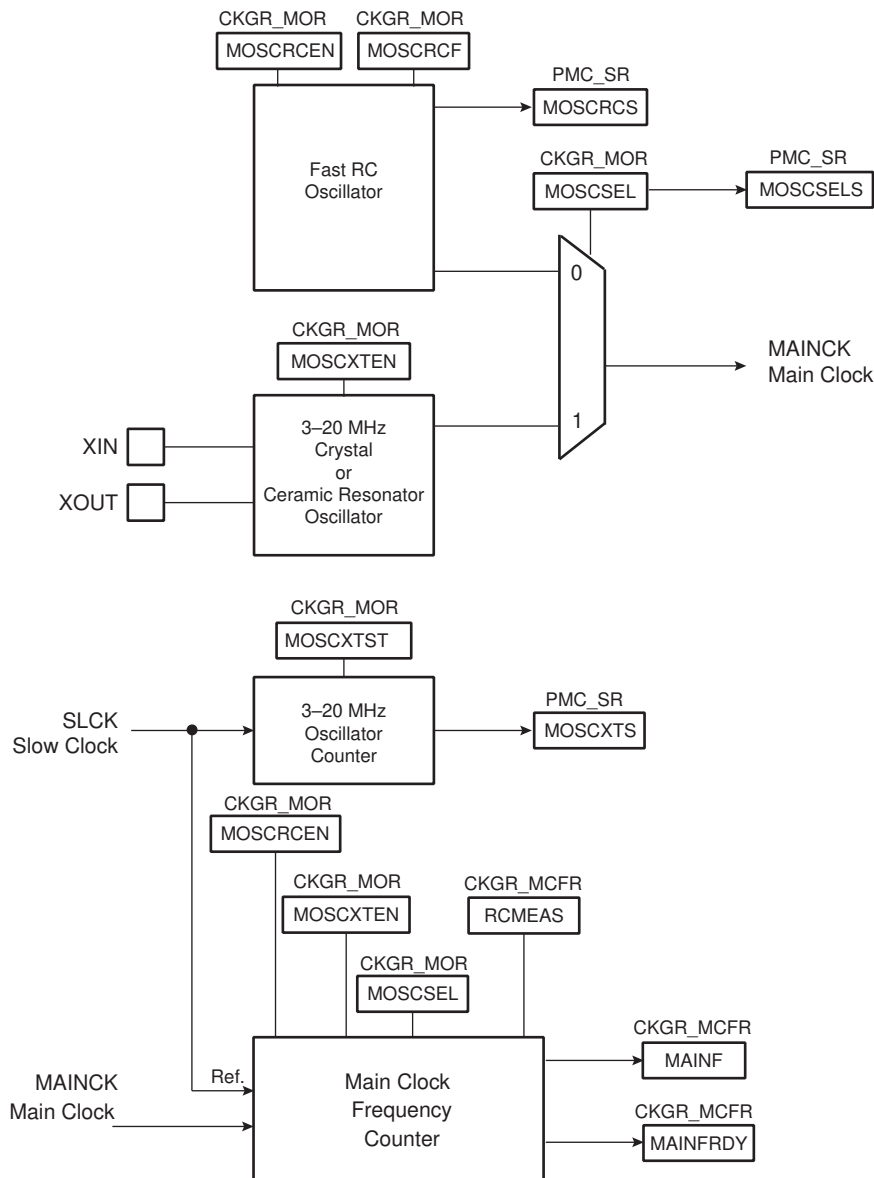 CKGR_MOR
CKGR_MOR
MOSCRCEN
MOSCRCF
PMC_SR
MOSCRCS
Fast RC
Oscillator
CKGR_MOR
MOSCSEL
PMC_SR
MOSCSELS
0
MAINCK
Main Clock
CKGR_MOR
MOSCXTEN
3–20 MHz
Crystal
or
Ceramic Resonator
Oscillator
1
XIN
XOUT
CKGR_MOR
MOSCXTST
SLCK
Slow Clock
3–20 MHz
Oscillator
Counter
PMC_SR
MOSCXTS
CKGR_MOR
MOSCRCEN
CKGR_MOR
MOSCXTEN
CKGR_MCFR
RCMEAS
CKGR_MOR
MOSCSEL
Ref.
MAINCK
Main Clock
Main Clock
Frequency
Counter
CKGR_MCFR
MAINF
CKGR_MCFR
MAINFRDY